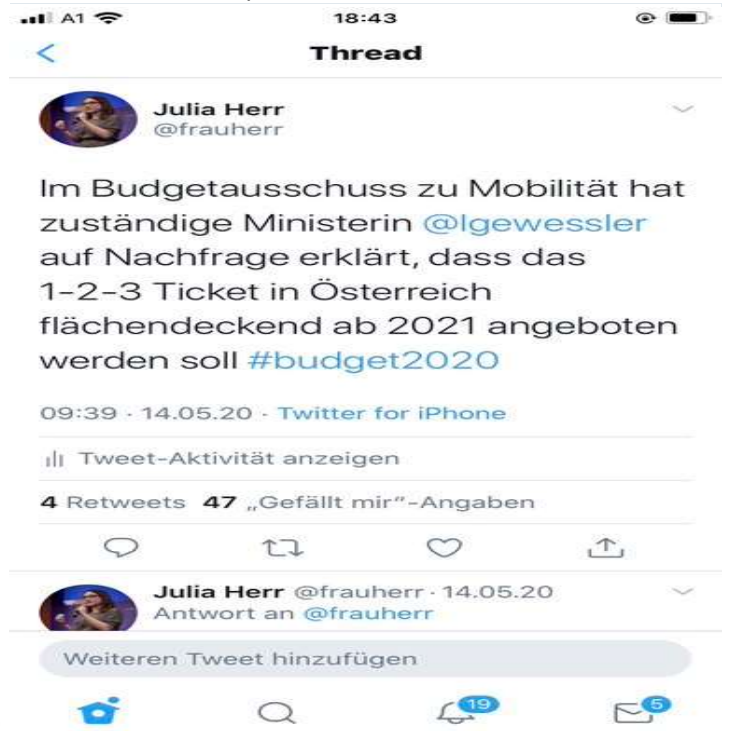 A1 18:43
Thread
Julia Herr
@frauherr
Im Budgetausschuss zu Mobilität hat
zuständige Ministerin @lgewessler
auf Nachfrage erklärt, dass das
1-2-3 Ticket in Österreich
flächendeckend ab 2021 angeboten
werden soll #budget2020
09:39 · 14.05.20 · Twitter for iPhone
Tweet-Aktivität anzeigen
4 Retweets 47 „Gefällt mir“-Angaben
Julia Herr @frauherr · 14.05.20
Antwort an @frauherr
Weiteren Tweet hinzufügen
19 5